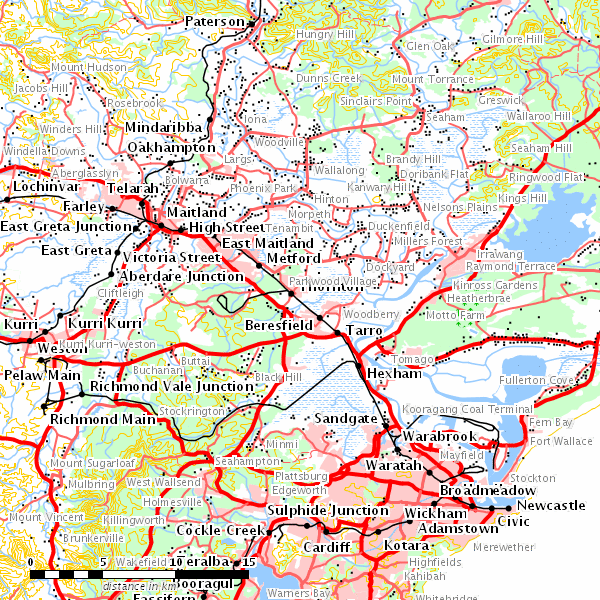 Paterson
Hungry Hill
Gilmore Hill
Glen Oak
Mount Hudson
Dunns Creek
Mount Torrance
Jacobs Hill
Rosebrook
Sinclairs Point
Greswick
Iona
Seaham
Wallaroo Hill
Winders Hill
Mindaribba
Woodville
Oakhampton
Seaham Hill
Windella Downs
Largs
Brandy Hill
Aberglasslyn
Wallalong
Doribank Flat
Bolwarra
Ringwood Flat
Lochinvar
Telarah
Phoenix Park
Kanwary Hill
Hinton
Kings Hill
Farley
Maitland
Morpeth
Nelsons Plains
East Greta Junction
High Street
Tenambit
Duckenfield
East Maitland
Millers Forest
East Greta
Victoria Street
Metford
Irrawang
Dockyard
Raymond Terrace
Aberdare Junction
Parkwood Village
Kinross Gardens
Cliftleigh
Thornton
Heatherbrae
Woodberry
Motto Farm
Kurri
Kurri Kurri
Beresfield
Tarro
Weston
Kurri Kurri-weston
Buttai
Tomago
Pelaw Main
Buchanan
Black Hill
Hexham
Fullerton Cove
Richmond Vale Junction
Stockrington
Kooragang Coal Terminal
Richmond Main
Sandgate
Fern Bay
Warabrook
Fort Wallace
Minmi
Mayfield
Mount Sugarloaf
Seahampton
Waratah
Mulbring
West Wallsend
Plattsburg
Stockton
Edgeworth
Broadmeadow
Holmesville
Sulphide Junction
Newcastle
Mount Vincent
Killingworth
Wickham
Civic
Cockle Creek
Adamstown
Brunkerville
Cardiff
Kotara
Merewether
Wakefield
eralba
Highfields
0 5 10 15
Kahibah
distance in km
Booragul
Warners Bay
Fassifern
Whitebridge